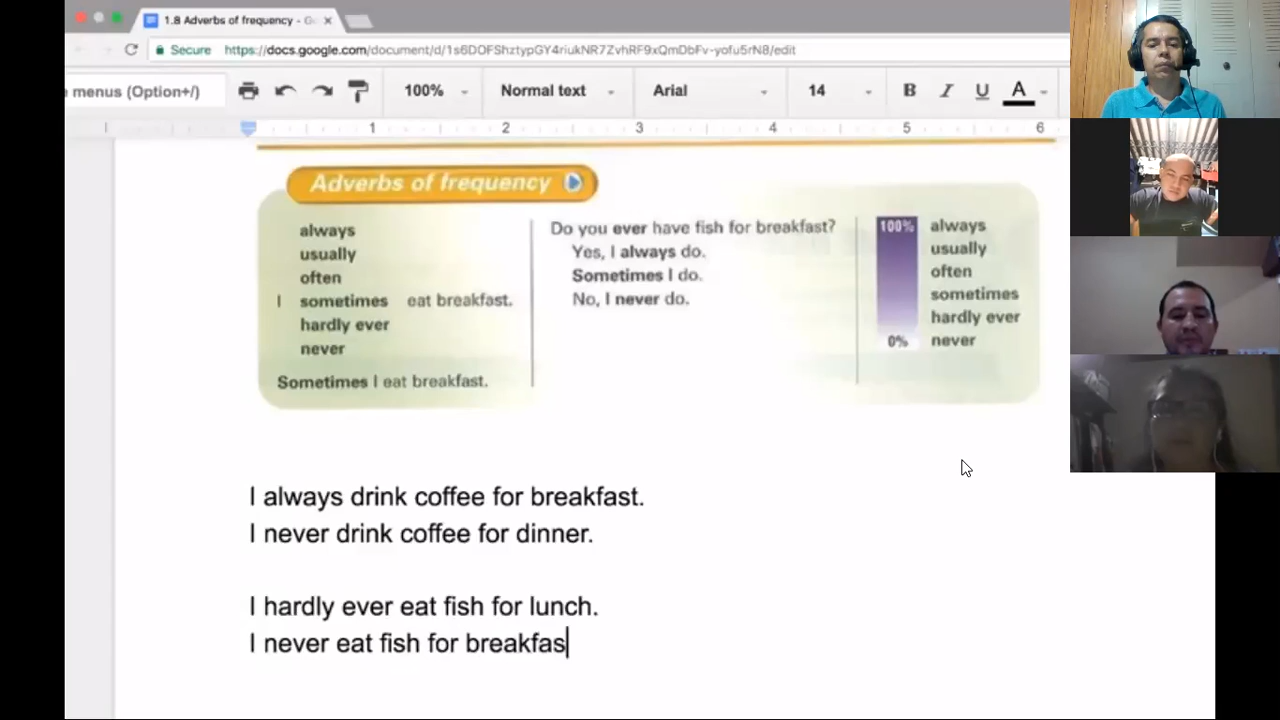 1.8 Adverbs of frequency - G
Secure https://docs.google.com/document/d/1s6DOFShztypGY4riukNR7ZvhRF9xQmDbFv-yofu5rN8/edit
menus (Option+/) 100% Normal text Arial 14 B I U A
1 2 3 4 5 6
Adverbs of frequency
always
usually
often
I sometimes eat breakfast.
hardly ever
never
Sometimes I eat breakfast.
Do you ever have fish for breakfast?
Yes, I always do.
Sometimes I do.
No, I never do.
100% always
usually
often
sometimes
hardly ever
0% never
I always drink coffee for breakfast.
I never drink coffee for dinner.
I hardly ever eat fish for lunch.
I never eat fish for breakfas